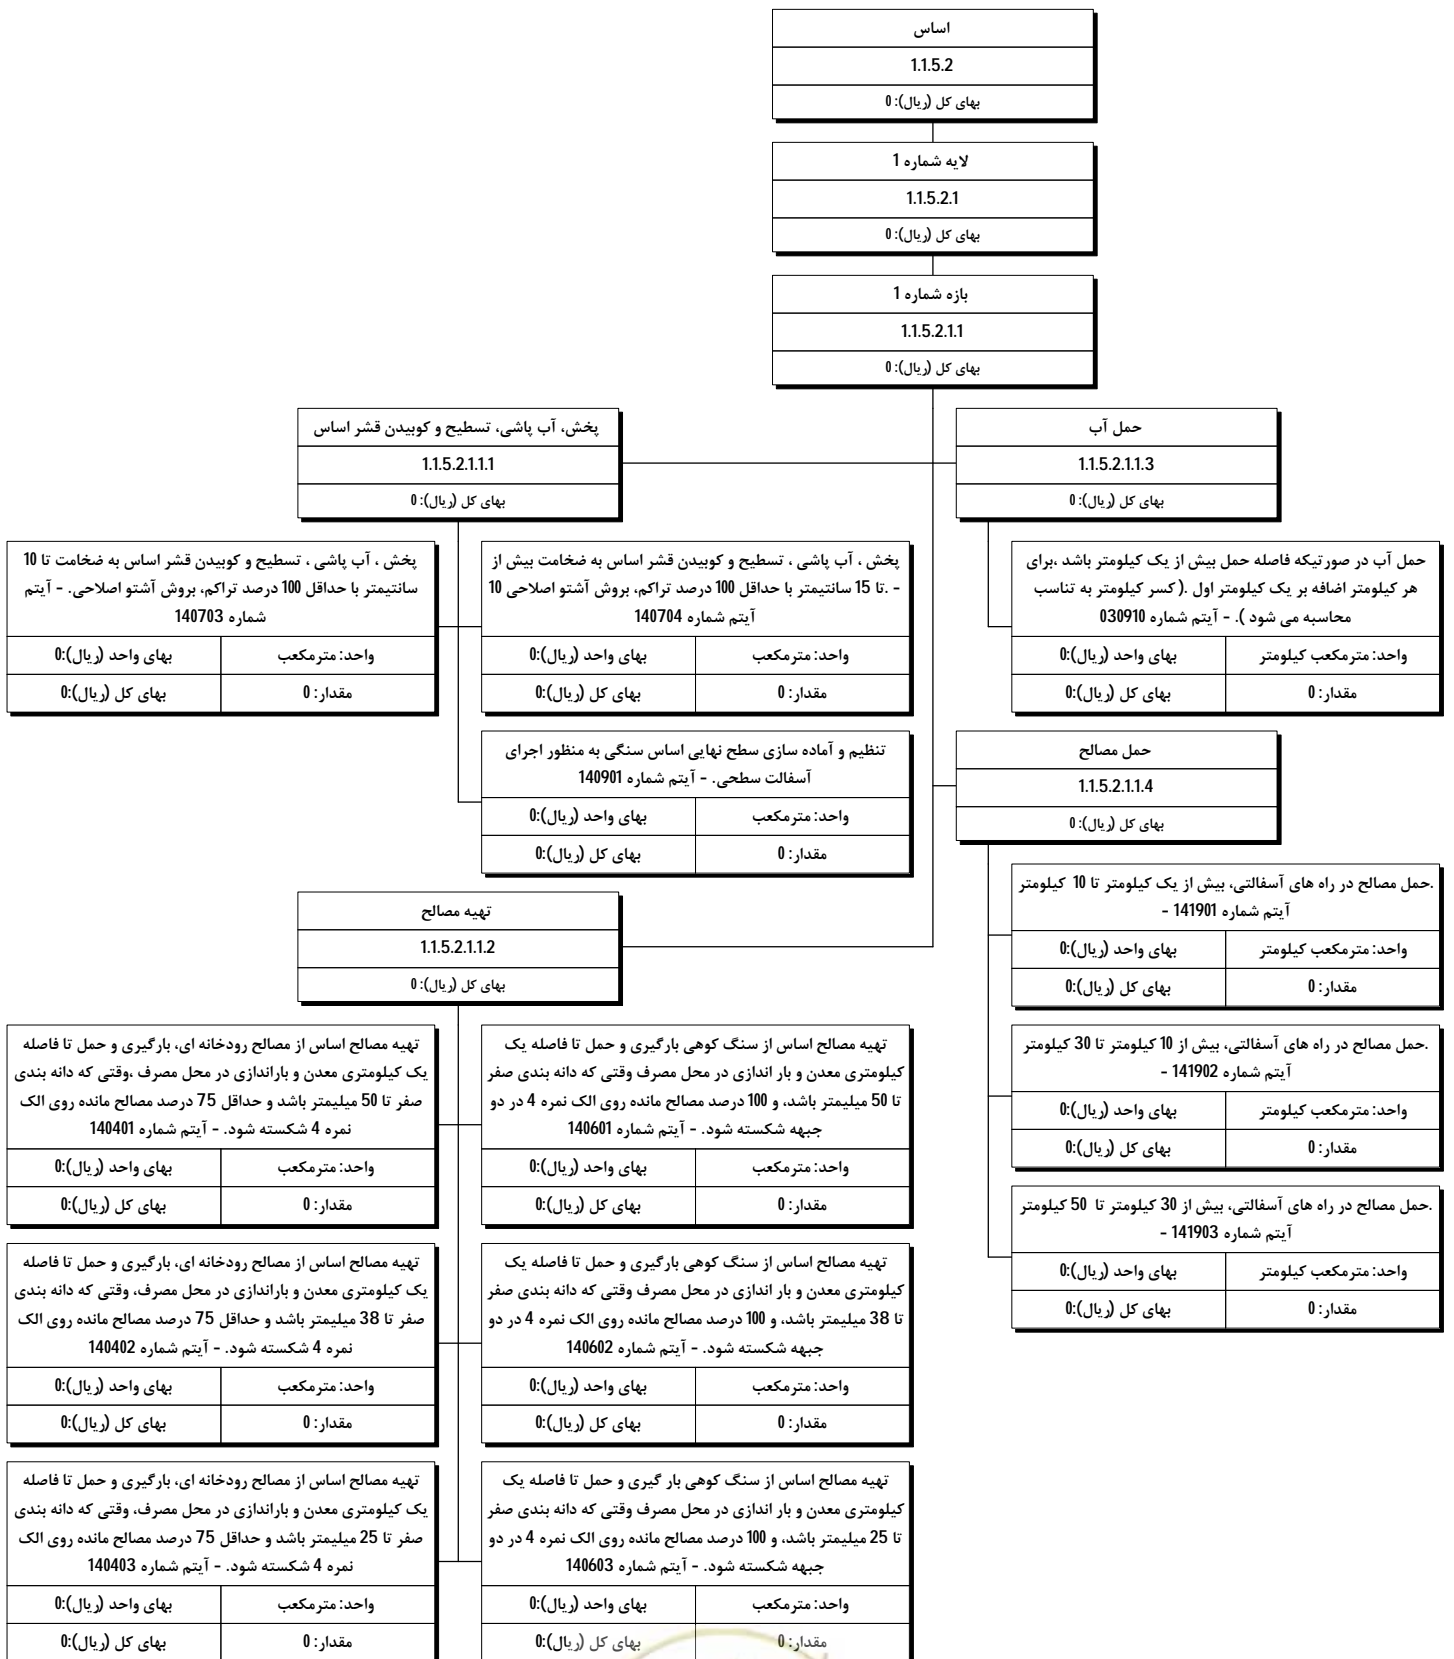 اساس
1.1.5.2
بهای کل (ریال): 0
لایه شماره 1
1.1.5.2.1
بهای کل (ریال): 0
بازه شماره 1
1.1.5.2.1.1
بهای کل (ریال): 0
حمل آب
1.1.5.2.1.1.3
بهای کل (ریال): 0
حمل آب در صورتیکه فاصله حمل بیش از یک کیلومتر باشد ،برای
هر کیلومتر اضافه بر یک کیلومتر اول .( کسر کیلومتر به تناسب
محاسبه می شود ). - آیتم شماره 030910
واحد: مترمکعب کیلومتر
بهای واحد (ریال):0
مقدار: 0
بهای کل (ریال):0
پخش، آب پاشی، تسطیح و کوبیدن قشر اساس
1.1.5.2.1.1.1
بهای کل (ریال): 0
پخش ، آب پاشی ، تسطیح و کوبیدن قشر اساس به ضخامت بیش از
- .تا 15 سانتیمتر با حداقل 100 درصد تراکم، بروش آشتو اصلاحی 10
آیتم شماره 140704
واحد: مترمکعب
بهای واحد (ریال):0
مقدار: 0
بهای کل (ریال):0
پخش ، آب پاشی ، تسطیح و کوبیدن قشر اساس به ضخامت تا 10
سانتیمتر با حداقل 100 درصد تراکم، بروش آشتو اصلاحی. - آیتم
شماره 140703
واحد: مترمکعب
بهای واحد (ریال):0
مقدار: 0
بهای کل (ریال):0
تنظیم و آماده سازی سطح نهایی اساس سنگی به منظور اجرای
آسفالت سطحی. - آیتم شماره 140901
واحد: مترمکعب
بهای واحد (ریال):0
مقدار: 0
بهای کل (ریال):0
حمل مصالح
1.1.5.2.1.1.4
بهای کل (ریال): 0
.حمل مصالح در راه های آسفالتی، بیش از یک کیلومتر تا 10 کیلومتر
آیتم شماره 141901 -
واحد: مترمکعب کیلومتر
بهای واحد (ریال):0
مقدار: 0
بهای کل (ریال):0
.حمل مصالح در راه های آسفالتی، بیش از 10 کیلومتر تا 30 کیلومتر
آیتم شماره 141902 -
واحد: مترمکعب کیلومتر
بهای واحد (ریال):0
مقدار: 0
بهای کل (ریال):0
.حمل مصالح در راه های آسفالتی، بیش از 30 کیلومتر تا 50 کیلومتر
آیتم شماره 141903 -
واحد: مترمکعب کیلومتر
بهای واحد (ریال):0
مقدار: 0
بهای کل (ریال):0
تهیه مصالح
1.1.5.2.1.1.2
بهای کل (ریال): 0
تهیه مصالح اساس از سنگ کوهی بارگیری و حمل تا فاصله یک
کیلومتری معدن و بار اندازی در محل مصرف وقتی که دانه بندی صفر
تا 50 میلیمتر باشد، و 100 درصد مصالح مانده روی الک نمره 4 در دو
جبهه شکسته شود. - آیتم شماره 140601
واحد: مترمکعب
بهای واحد (ریال):0
مقدار: 0
بهای کل (ریال):0
تهیه مصالح اساس از مصالح رودخانه ای، بارگیری و حمل تا فاصله
یک کیلومتری معدن و باراندازی در محل مصرف ،وقتی که دانه بندی
صفر تا 50 میلیمتر باشد و حداقل 75 درصد مصالح مانده روی الک
نمره 4 شکسته شود. - آیتم شماره 140401
واحد: مترمکعب
بهای واحد (ریال):0
مقدار: 0
بهای کل (ریال):0
تهیه مصالح اساس از سنگ کوهی بارگیری و حمل تا فاصله یک
کیلومتری معدن و بار اندازی در محل مصرف وقتی که دانه بندی صفر
تا 38 میلیمتر باشد، و 100 درصد مصالح مانده روی الک نمره 4 در دو
جبهه شکسته شود. - آیتم شماره 140602
واحد: مترمکعب
بهای واحد (ریال):0
مقدار: 0
بهای کل (ریال):0
تهیه مصالح اساس از مصالح رودخانه ای، بارگیری و حمل تا فاصله
یک کیلومتری معدن و باراندازی در محل مصرف، وقتی که دانه بندی
صفر تا 38 میلیمتر باشد و حداقل 75 درصد مصالح مانده روی الک
نمره 4 شکسته شود. - آیتم شماره 140402
واحد: مترمکعب
بهای واحد (ریال):0
مقدار: 0
بهای کل (ریال):0
تهیه مصالح اساس از سنگ کوهی بار گیری و حمل تا فاصله یک
کیلومتری معدن و بار اندازی در محل مصرف وقتی که دانه بندی صفر
تا 25 میلیمتر باشد، و 100 درصد مصالح مانده روی الک نمره 4 در دو
جبهه شکسته شود. - آیتم شماره 140603
واحد: مترمکعب
بهای واحد (ریال):0
مقدار: 0
بهای کل (ریال):0
تهیه مصالح اساس از مصالح رودخانه ای، بارگیری و حمل تا فاصله
یک کیلومتری معدن و باراندازی در محل مصرف، وقتی که دانه بندی
صفر تا 25 میلیمتر باشد و حداقل 75 درصد مصالح مانده روی الک
نمره 4 شکسته شود. - آیتم شماره 140403
واحد: مترمکعب
بهای واحد (ریال):0
مقدار: 0
بهای کل (ریال):0